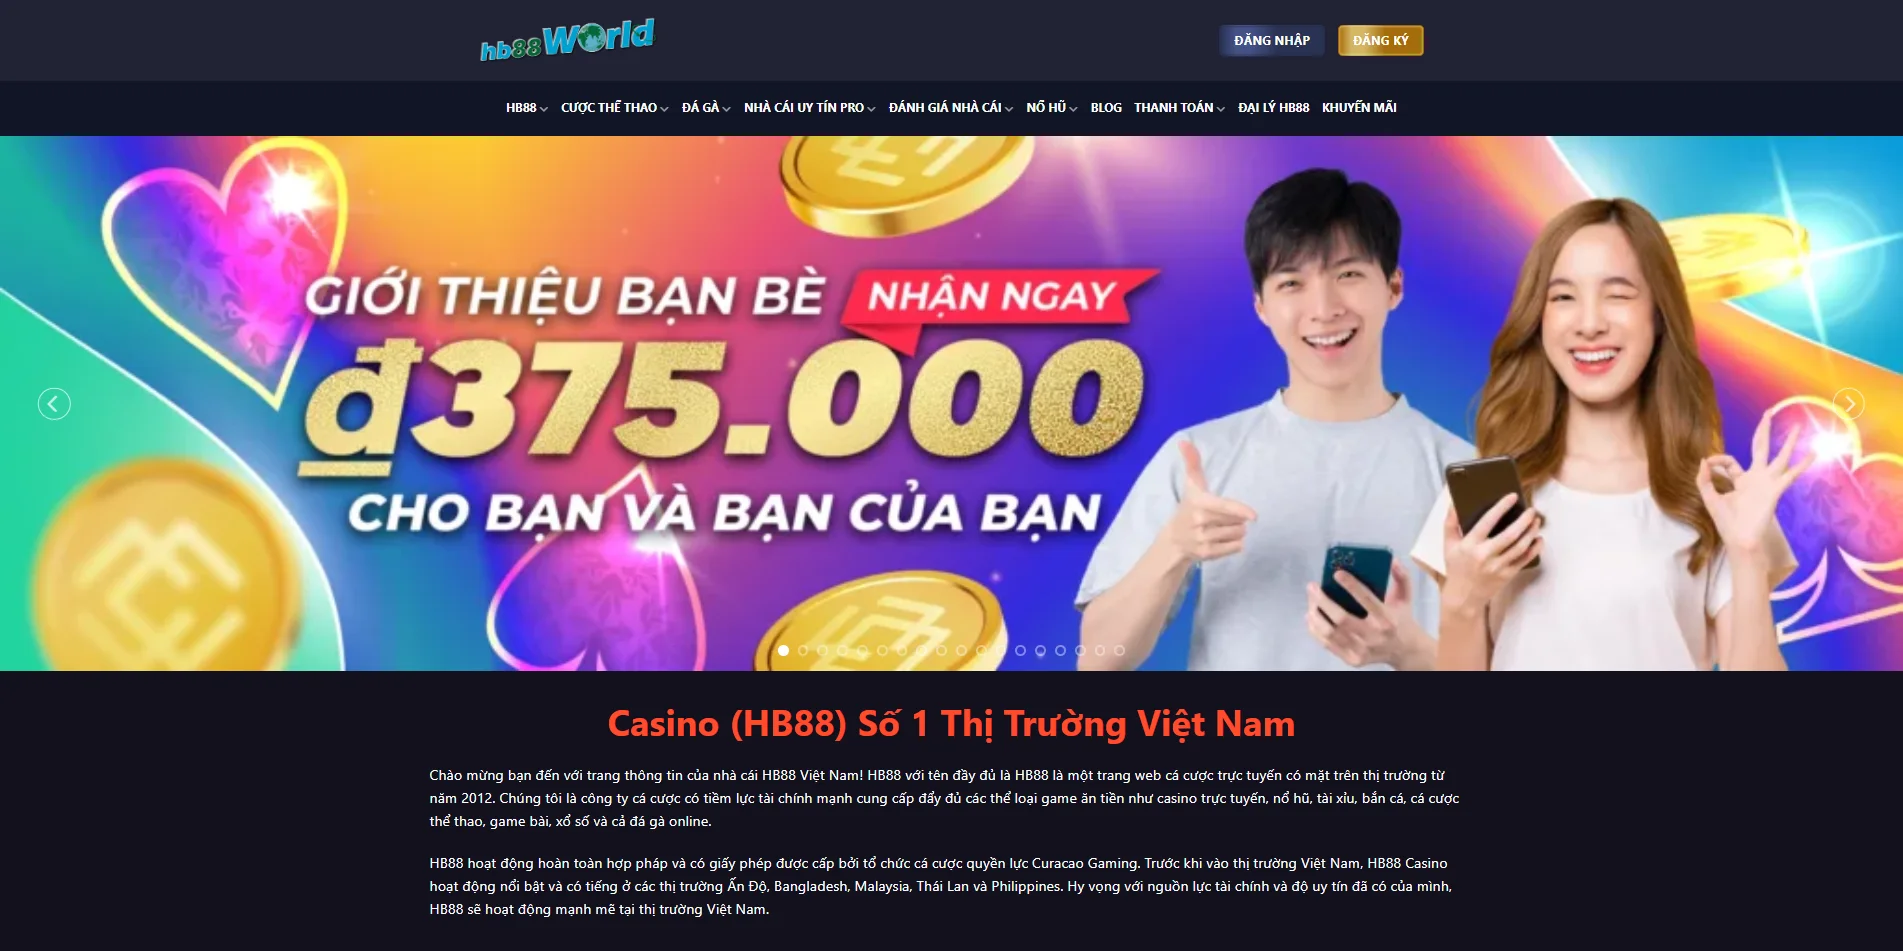 hb88World
ĐĂNG NHẬP
ĐĂNG KÝ
HB88
CƯỢC THỂ THAO
ĐÁ GÀ
NHÀ CÁI UY TÍN PRO
ĐÁNH GIÁ NHÀ CÁI
NỔ HŨ
BLOG
THANH TOÁN
ĐẠI LÝ HB88
KHUYẾN MÃI
GIỚI THIỆU BẠN BÈ
NHẬN NGAY
đ375.000
CHO BẠN VÀ BẠN CỦA BẠN
Casino (HB88) Số 1 Thị Trường Việt Nam
Chào mừng bạn đến với trang thông tin của nhà cái HB88 Việt Nam! HB88 với tên đầy đủ là HB88 là một trang web cá cược trực tuyến có mặt trên thị trường từ
năm 2012. Chúng tôi là công ty cá cược có tiềm lực tài chính mạnh cung cấp đẩy đủ các thể loại game ăn tiền như casino trực tuyến, nổ hũ, tài xỉu, bắn cá, cá cược
thể thao, game bài, xổ số và cả đá gà online.
HB88 hoạt động hoàn toàn hợp pháp và có giấy phép được cấp bởi tổ chức cá cược quyền lực Curacao Gaming. Trước khi vào thị trường Việt Nam, HB88 Casino
hoạt động nổi bật và có tiếng ở các thị trường Ấn Độ, Bangladesh, Malaysia, Thái Lan và Philippines. Hy vọng với nguồn lực tài chính và độ uy tín đã có của mình,
HB88 sẽ hoạt động mạnh mẽ tại thị trường Việt Nam.